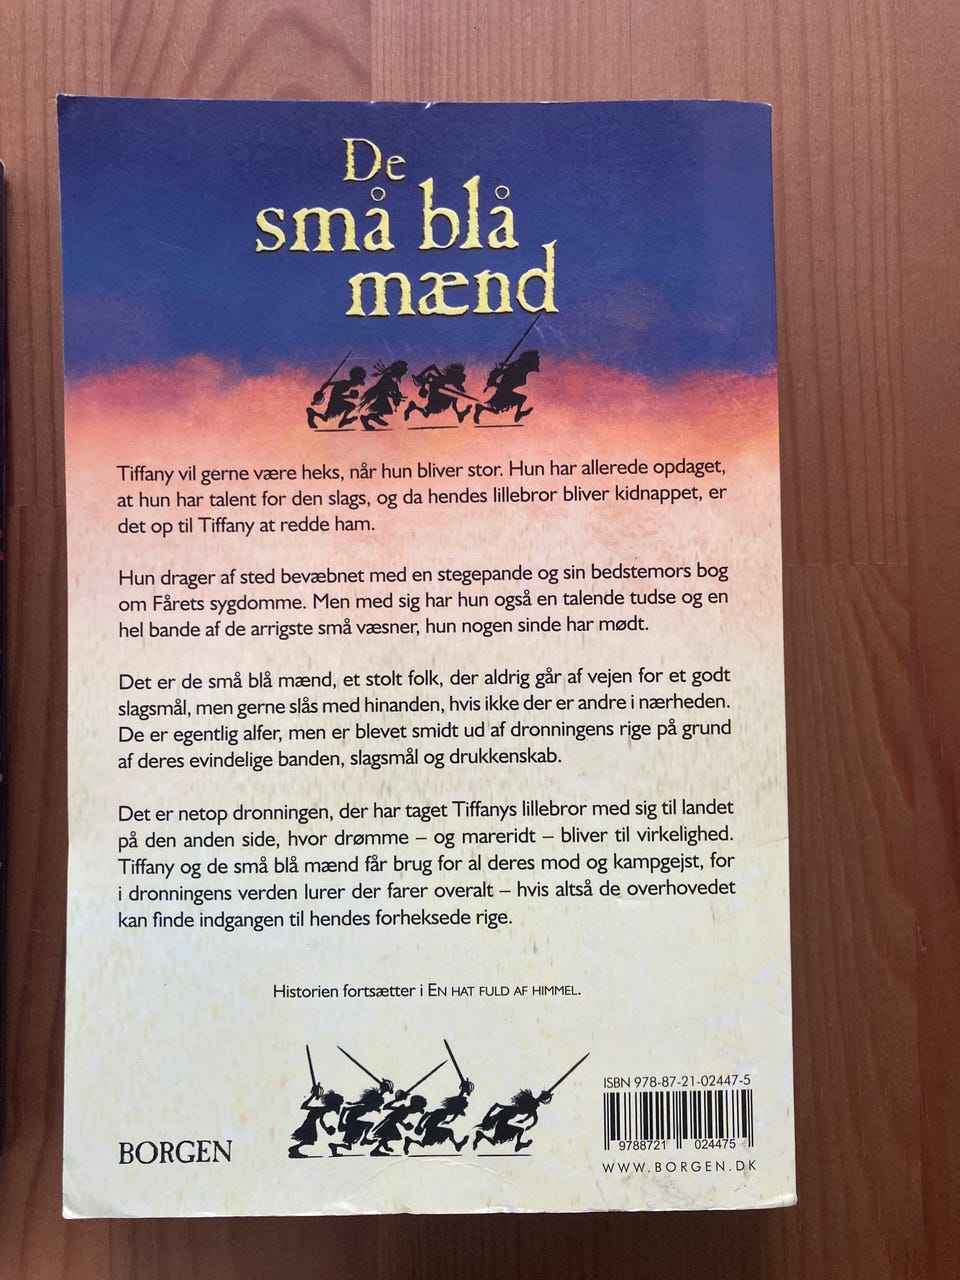 De
små blå
mænd
Tiffany vil gerne være heks, når hun bliver stor. Hun har allerede opdaget,
at hun har talent for den slags, og da hendes lillebror bliver kidnappet, er
det op til Tiffany at redde ham.
Hun drager af sted bevæbnet med en stegepande og sin bedstemors bog
om Fårets sygdomme. Men med sig har hun også en talende tudse og en
hel bande af de arrigste små væsner, hun nogen sinde har mødt.
Det er de små blå mænd, et stolt folk, der aldrig går af vejen for et godt
slagsmål, men gerne slås med hinanden, hvis ikke der er andre i nærheden.
De er egentlig alfer, men er blevet smidt ud af dronningens rige på grund
af deres evindelige banden, slagsmål og drukkenskab.
Det er netop dronningen, der har taget Tiffanys lillebror med sig til landet
på den anden side, hvor drømme – og mareridt – bliver til virkelighed.
Tiffany og de små blå mænd får brug for al deres mod og kampgejst, for
i dronningens verden lurer der farer overalt – hvis altså de overhovedet
kan finde indgangen til hendes forheksede rige.
Historien fortsætter i EN HAT FULD AF HIMMEL.
BORGEN
ISBN 978-87-21-02447-5
9788721 024475
WWW.BORGEN.DK